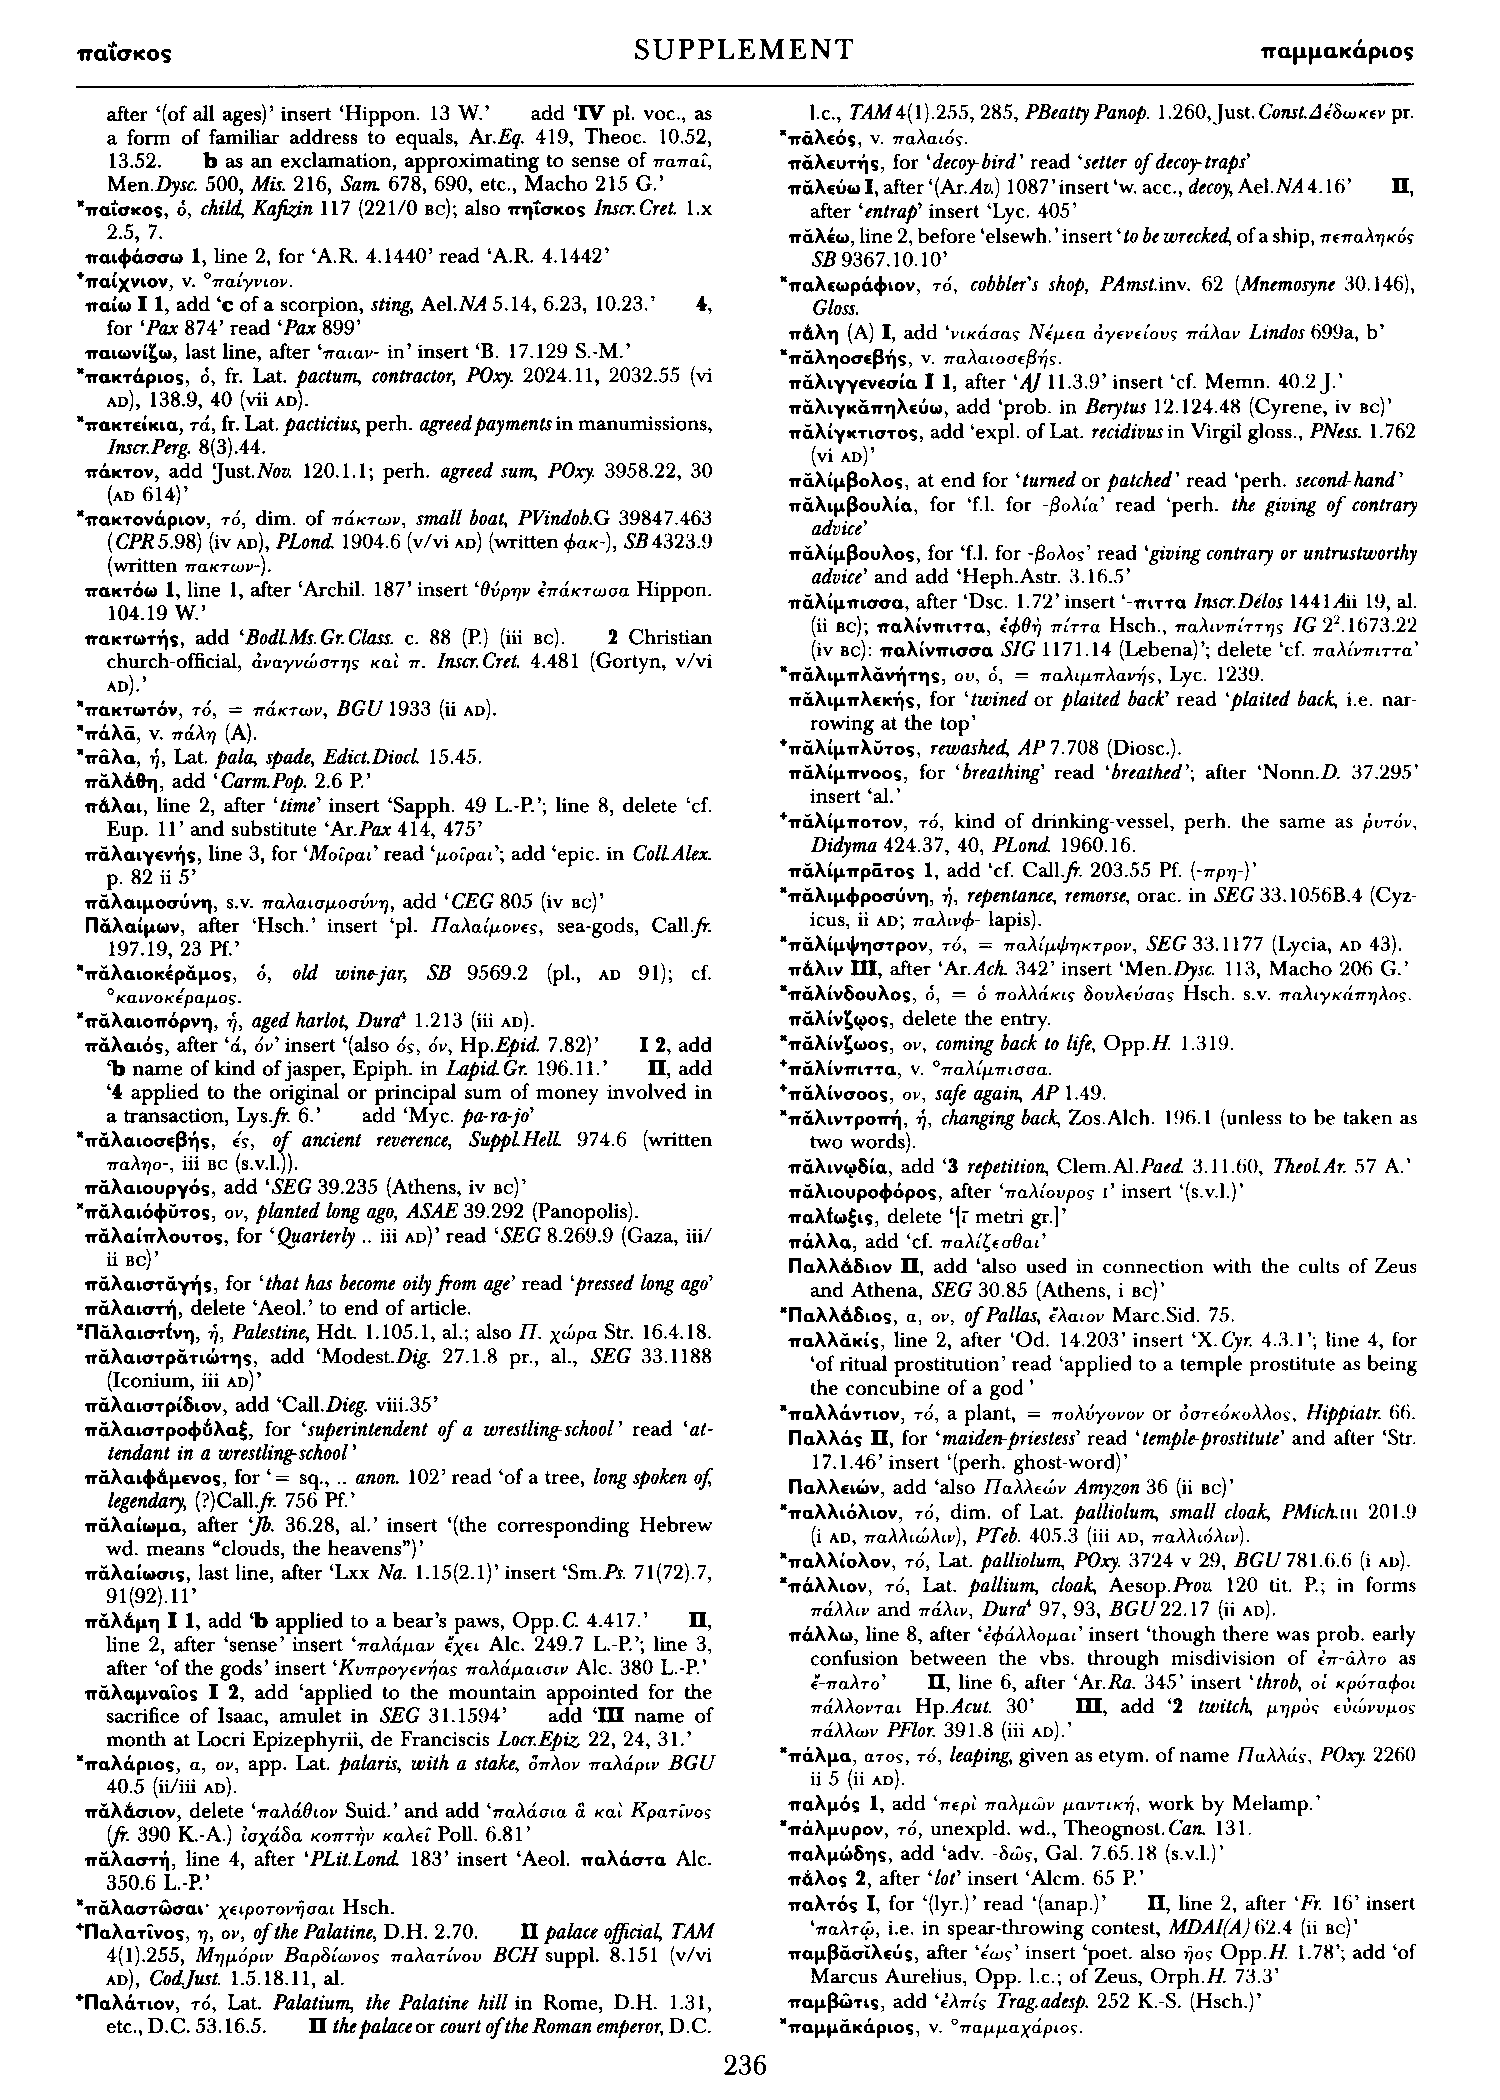 παΐσκος
SUPPLEMENT
παμμακάριος
after ‘(of all ages)’ insert ‘Hippon. 13 W.’ add ‘IV pl. voc., as
a form of familiar address to equals, Ar.Eq. 419, Theoc. 10.52,
13.52. b as an exclamation, approximating to sense of παπαῖ,
Men.Dysc. 500, Mis. 216, Sam. 678, 690, etc., Macho 215 G.’
*παΐσκος, ὁ, child, Kafizin 117 (221/0 BC); also πηΐσκος Inscr.Cret. 1.x
2.5, 7.
παιφάσσω 1, line 2, for ‘A.R. 4.1440’ read ‘A.R. 4.1442’
⁺παίχνιον, v. °παίγνιον.
παίω I 1, add ‘c of a scorpion, sting, Ael.NA 5.14, 6.23, 10.23.’ 4,
for ‘Pax 874’ read ‘Pax 899’
παιωνίζω, last line, after ‘παιαν- in’ insert ‘B. 17.129 S.-M.’
*πακτάριος, ὁ, fr. Lat. pactum, contractor, POxy. 2024.11, 2032.55 (vi
AD), 138.9, 40 (vii AD).
*πακτείκια, τά, fr. Lat. pacticius, perh. agreed payments in manumissions,
Inscr.Perg. 8(3).44.
πάκτον, add ‘Just.Nov. 120.1.1; perh. agreed sum, POxy. 3958.22, 30
(AD 614)’
*πακτονάριον, τό, dim. of πάκτων, small boat, PVindob.G 39847.463
(CPR 5.98) (iv AD), PLond. 1904.6 (v/vi AD) (written φακ-), SB 4323.9
(written πακτων-).
πακτόω 1, line 1, after ‘Archil. 187’ insert ‘θύρην ἐπάκτωσα Hippon.
104.19 W.’
πακτωτής, add ‘Bodl.Ms.Gr.Class. c. 88 (P.) (iii BC). 2 Christian
church-official, ἀναγνώστης καὶ π. Inscr.Cret. 4.481 (Gortyn, v/vi
AD).’
*πακτωτόν, τό, = πάκτων, BGU 1933 (ii AD).
*πάλᾱ, v. πάλη (A).
*πᾶλα, ἡ, Lat. pala, spade, Edict.Diocl. 15.45.
πᾰλάθη, add ‘Carm.Pop. 2.6 P.’
πάλαι, line 2, after ‘time’ insert ‘Sapph. 49 L.-P.’; line 8, delete ‘cf.
Eup. 11’ and substitute ‘Ar.Pax 414, 475’
πᾰλαιγενής, line 3, for ‘Μοῖραι’ read ‘μοῖραι’; add ‘epic. in Coll.Alex.
p. 82 ii 5’
πᾰλαιμοσύνη, s.v. παλαισμοσύνη, add ‘CEG 805 (iv BC)’
Πᾰλαίμων, after ‘Hsch.’ insert ‘pl. Παλαίμονες, sea-gods, Call.fr.
197.19, 23 Pf.’
*πᾰλαιοκέρᾰμος, ὁ, old wine-jar, SB 9569.2 (pl., AD 91); cf.
°καινοκέραμος.
*πᾰλαιοπόρνη, ἡ, aged harlot, Dura⁴ 1.213 (iii AD).
πᾰλαιός, after ‘ά, όν’ insert ‘(also ός, όν, Hp.Epid. 7.82)’ I 2, add
‘b name of kind of jasper, Epiph. in Lapid.Gr. 196.11.’ II, add
‘4 applied to the original or principal sum of money involved in
a transaction, Lys.fr. 6.’ add ‘Myc. pa-ra-jo’
*πᾰλαιοσεβής, ές, of ancient reverence, Suppl.Hell. 974.6 (written
παληο-, iii BC (s.v.l.)).
πᾰλαιουργός, add ‘SEG 39.235 (Athens, iv BC)’
*πᾰλαιόφῠτος, ον, planted long ago, ASAE 39.292 (Panopolis).
πᾰλαίπλουτος, for ‘Quarterly .. iii AD)’ read ‘SEG 8.269.9 (Gaza, iii/
ii BC)’
πᾰλαιστᾰγής, for ‘that has become oily from age’ read ‘pressed long ago’
πᾰλαιστή, delete ‘Aeol.’ to end of article.
*Πᾰλαιστίνη, ἡ, Palestine, Hdt. 1.105.1, al.; also Π. χώρα Str. 16.4.18.
πᾰλαιστρᾰτιώτης, add ‘Modest.Dig. 27.1.8 pr., al., SEG 33.1188
(Iconium, iii AD)’
πᾰλαιστρίδιον, add ‘Call.Dieg. viii.35’
πᾰλαιστροφύλαξ, for ‘superintendent of a wrestling-school’ read ‘at-
tendant in a wrestling-school’
πᾰλαιφάμενος, for ‘= sq., .. anon. 102’ read ‘of a tree, long spoken of,
legendary, (?)Call.fr. 756 Pf.’
πᾰλαίωμα, after ‘Jb. 36.28, al.’ insert ‘(the corresponding Hebrew
wd. means “clouds, the heavens”)’
πᾰλαίωσις, last line, after ‘Lxx Na. 1.15(2.1)’ insert ‘Sm.Ps. 71(72).7,
91(92).11’
πᾰλάμη I 1, add ‘b applied to a bear’s paws, Opp.C. 4.417.’ II,
line 2, after ‘sense’ insert ‘παλάμαν ἔχει Alc. 249.7 L.-P.’; line 3,
after ‘of the gods’ insert ‘Κυπρογενήας παλάμαισιν Alc. 380 L.-P.’
πᾰλαμναῖος I 2, add ‘applied to the mountain appointed for the
sacrifice of Isaac, amulet in SEG 31.1594’ add ‘III name of
month at Locri Epizephyrii, de Franciscis Locr.Epiz. 22, 24, 31.’
*παλάριος, α, ον, app. Lat. palaris, with a stake, ὅπλον παλάριν BGU
40.5 (ii/iii AD).
πᾰλάσιον, delete ‘παλάθιον Suid.’ and add ‘παλάσια ἃ καὶ Κρατῖνος
(fr. 390 K.-A.) ἰσχάδα κοπτὴν καλεῖ Poll. 6.81’
πᾰλαστή, line 4, after ‘PLit.Lond. 183’ insert ‘Aeol. παλάστα Alc.
350.6 L.-P.’
*πᾰλαστῶσαι· χειροτονῆσαι Hsch.
⁺Πᾰλατῖνος, η, ον, of the Palatine, D.H. 2.70. II palace official, TAM
4(1).255, Μημόριν Βαρδίωνος παλατίνου BCH suppl. 8.151 (v/vi
AD), Cod.Just. 1.5.18.11, al.
⁺Πᾰλάτιον, τό, Lat. Palatium, the Palatine hill in Rome, D.H. 1.31,
etc., D.C. 53.16.5. II the palace or court of the Roman emperor, D.C.
l.c., TAM 4(1).255, 285, PBeatty Panop. 1.260, Just.Const.Δέδωκεν pr.
*πᾰλεός, v. παλαιός.
πᾰλευτής, for ‘decoy-bird’ read ‘setter of decoy-traps’
πᾰλεύω I, after ‘(Ar.Av.) 1087’ insert ‘w. acc., decoy, Ael.NA 4.16’ II,
after ‘entrap’ insert ‘Lyc. 405’
πᾰλέω, line 2, before ‘elsewh.’ insert ‘to be wrecked, of a ship, πεπαληκός
SB 9367.10.10’
*παλεωράφιον, τό, cobbler’s shop, PAmst.inv. 62 (Mnemosyne 30.146),
Gloss.
πάλη (A) I, add ‘νικάσας Νέμεα ἀγενείους πάλαν Lindos 699a, b’
*πᾰληοσεβής, v. παλαιοσεβής.
πᾰλιγγενεσία I 1, after ‘AJ 11.3.9’ insert ‘cf. Memn. 40.2 J.’
πᾰλιγκᾰπηλεύω, add ‘prob. in Berytus 12.124.48 (Cyrene, iv BC)’
πᾰλίγκτιστος, add ‘expl. of Lat. recidivus in Virgil gloss., PNess. 1.762
(vi AD)’
πᾰλίμβολος, at end for ‘turned or patched’ read ‘perh. second-hand’
πᾰλιμβουλία, for ‘f.l. for -βολία’ read ‘perh. the giving of contrary
advice’
πᾰλίμβουλος, for ‘f.l. for -βολος’ read ‘giving contrary or untrustworthy
advice’ and add ‘Heph.Astr. 3.16.5’
πᾰλίμπισσα, after ‘Dsc. 1.72’ insert ‘-πιττα Inscr.Délos 1441Aii 19, al.
(ii BC); παλίνπιττα, ἑφθὴ πίττα Hsch., παλινπίττης IG 2².1673.22
(iv BC): παλίνπισσα SIG 1171.14 (Lebena)’; delete ‘cf. παλίνπιττα’
*πᾰλιμπλᾰνήτης, ου, ὁ, = παλιμπλανής, Lyc. 1239.
πᾰλιμπλεκής, for ‘twined or plaited back’ read ‘plaited back, i.e. nar-
rowing at the top’
⁺πᾰλίμπλῠτος, rewashed, AP 7.708 (Diosc.).
πᾰλίμπνοος, for ‘breathing’ read ‘breathed’; after ‘Nonn.D. 37.295’
insert ‘al.’
⁺πᾰλίμποτον, τό, kind of drinking-vessel, perh. the same as ῥυτόν,
Didyma 424.37, 40, PLond. 1960.16.
πᾰλίμπρᾱτος 1, add ‘cf. Call.fr. 203.55 Pf. (-πρη-)’
*πᾰλιμφροσύνη, ἡ, repentance, remorse, orac. in SEG 33.1056B.4 (Cyz-
icus, ii AD; παλινφ- lapis).
*πᾰλίμψηστρον, τό, = παλίμψηκτρον, SEG 33.1177 (Lycia, AD 43).
πάλιν III, after ‘Ar.Ach. 342’ insert ‘Men.Dysc. 113, Macho 206 G.’
*πᾰλίνδουλος, ὁ, = ὁ πολλάκις δουλεύσας Hsch. s.v. παλιγκάπηλος.
πᾰλίνζῳος, delete the entry.
*πᾰλίνζωος, ον, coming back to life, Opp.H. 1.319.
⁺πᾰλίνπιττα, v. °παλίμπισσα.
⁺πᾰλίνσοος, ον, safe again, AP 1.49.
*πᾰλιντροπή, ἡ, changing back, Zos.Alch. 196.1 (unless to be taken as
two words).
πᾰλινῳδία, add ‘3 repetition, Clem.Al.Paed. 3.11.60, Theol.Ar. 57 A.’
πᾰλιουροφόρος, after ‘παλίουρος ι’ insert ‘(s.v.l.)’
παλίωξις, delete ‘[ῑ metri gr.]’
πάλλα, add ‘cf. παλίζεσθαι’
Παλλάδιον II, add ‘also used in connection with the cults of Zeus
and Athena, SEG 30.85 (Athens, i BC)’
*Παλλάδιος, α, ον, of Pallas, ἔλαιον Marc.Sid. 75.
παλλᾰκίς, line 2, after ‘Od. 14.203’ insert ‘X.Cyr. 4.3.1’; line 4, for
‘of ritual prostitution’ read ‘applied to a temple prostitute as being
the concubine of a god’
*παλλάντιον, τό, a plant, = πολύγονον or ὀστεόκολλος, Hippiatr. 66.
Παλλάς II, for ‘maiden-priestess’ read ‘temple-prostitute’ and after ‘Str.
17.1.46’ insert ‘(perh. ghost-word)’
Παλλειών, add ‘also Παλλεών Amyzon 36 (ii BC)’
*παλλιόλιον, τό, dim. of Lat. palliolum, small cloak, PMich.III 201.9
(i AD, παλλιώλιν), PTeb. 405.3 (iii AD, παλλιόλιν).
*παλλίολον, τό, Lat. palliolum, POxy. 3724 v 29, BGU 781.6.6 (i AD).
*πάλλιον, τό, Lat. pallium, cloak, Aesop.Prov. 120 tit. P.; in forms
πάλλιν and πάλιν, Dura⁴ 97, 93, BGU 22.17 (ii AD).
πάλλω, line 8, after ‘ἐφάλλομαι’ insert ‘though there was prob. early
confusion between the vbs. through misdivision of ἐπ-ᾶλτο as
ἔ-παλτο’ II, line 6, after ‘Ar.Ra. 345’ insert ‘throb, οἱ κρόταφοι
πάλλονται Hp.Acut. 30’ III, add ‘2 twitch, μηρὸς εὐώνυμος
πάλλων PFlor. 391.8 (iii AD).’
*πάλμα, ατος, τό, leaping, given as etym. of name Παλλάς, POxy. 2260
ii 5 (ii AD).
παλμός 1, add ‘περὶ παλμῶν μαντική, work by Melamp.’
*πάλμυρον, τό, unexpld. wd., Theognost.Can. 131.
παλμώδης, add ‘adv. -δῶς, Gal. 7.65.18 (s.v.l.)’
πάλος 2, after ‘lot’ insert ‘Alcm. 65 P.’
παλτός I, for ‘(lyr.)’ read ‘(anap.)’ II, line 2, after ‘Fr. 16’ insert
‘παλτῷ, i.e. in spear-throwing contest, MDAI(A) 62.4 (ii BC)’
παμβᾰσῐλεύς, after ‘έως’ insert ‘poet. also ῆος Opp.H. 1.78’; add ‘of
Marcus Aurelius, Opp. l.c.; of Zeus, Orph.H. 73.3’
παμβῶτις, add ‘ἐλπίς Trag.adesp. 252 K.-S. (Hsch.)’
*παμμᾰκάριος, v. °παμμαχάριος.
236